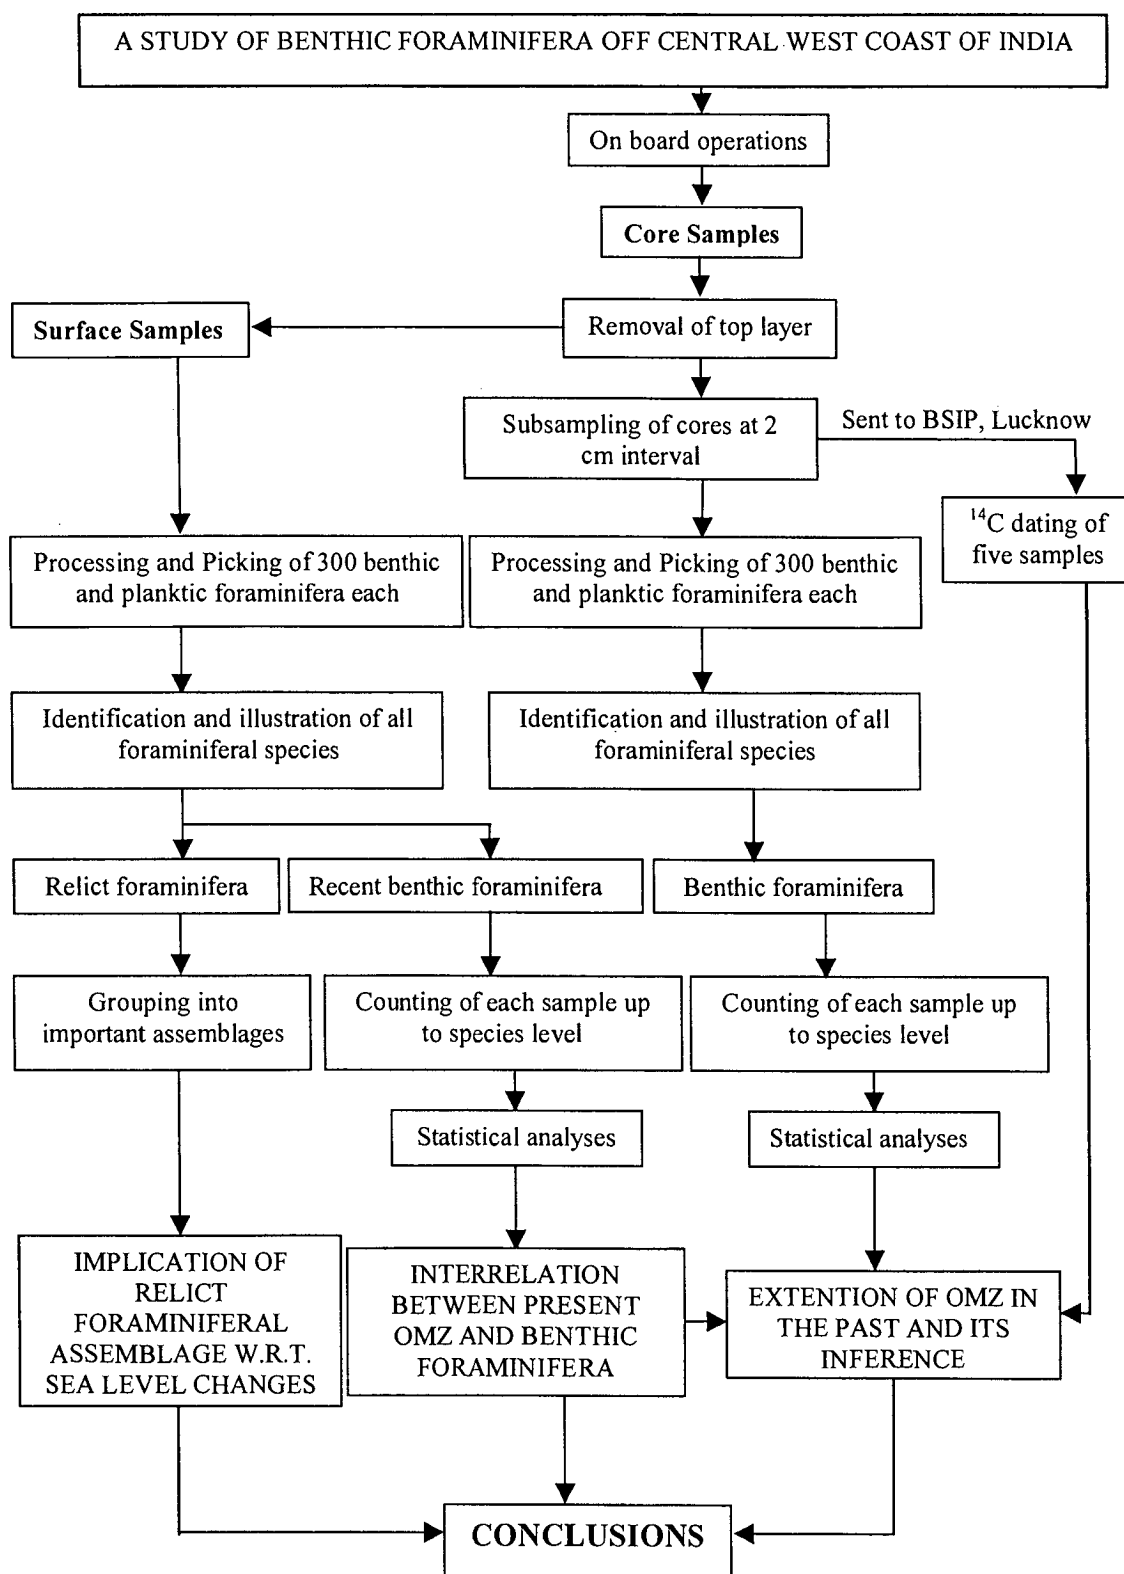 A STUDY OF BENTHIC FORAMINIFERA OFF CENTRAL WEST COAST OF INDIA
On board operations
Core Samples
Surface Samples
Removal of top layer
Subsampling of cores at 2
cm interval
Sent to BSIP, Lucknow
¹⁴C dating of
five samples
Processing and Picking of 300 benthic
and planktic foraminifera each
Processing and Picking of 300 benthic
and planktic foraminifera each
Identification and illustration of all
foraminiferal species
Identification and illustration of all
foraminiferal species
Relict foraminifera
Recent benthic foraminifera
Benthic foraminifera
Grouping into
important assemblages
Counting of each sample up
to species level
Counting of each sample up
to species level
Statistical analyses
Statistical analyses
IMPLICATION OF
RELICT
FORAMINIFERAL
ASSEMBLAGE W.R.T.
SEA LEVEL CHANGES
INTERRELATION
BETWEEN PRESENT
OMZ AND BENTHIC
FORAMINIFERA
EXTENTION OF OMZ IN
THE PAST AND ITS
INFERENCE
CONCLUSIONS